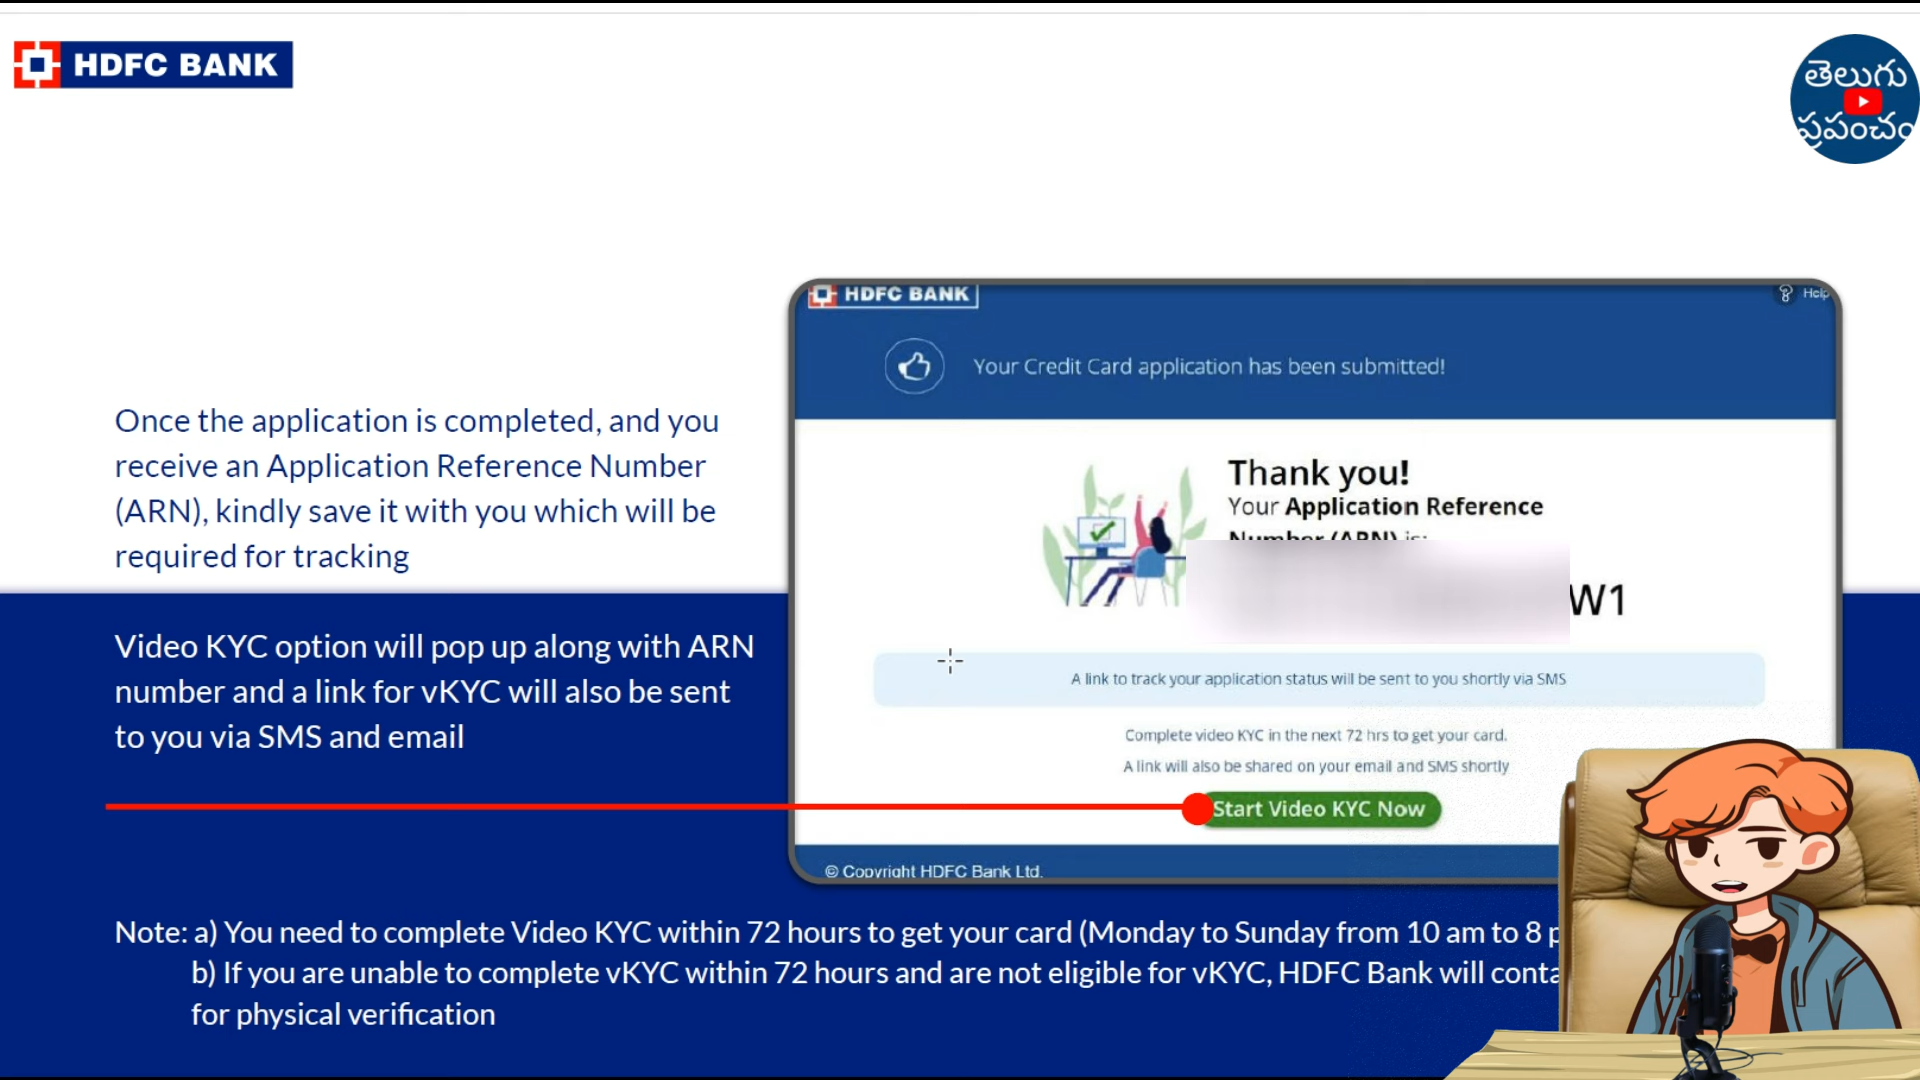 HDFC BANK
తెలుగు
ప్రపంచం
HDFC BANK
Help
Your Credit Card application has been submitted!
Once the application is completed, and you
receive an Application Reference Number
(ARN), kindly save it with you which will be
required for tracking
Thank you!
Your Application Reference
Number (ARN) is:
W1
Video KYC option will pop up along with ARN
number and a link for vKYC will also be sent
to you via SMS and email
A link to track your application status will be sent to you shortly via SMS
Complete video KYC in the next 72 hrs to get your card.
A link will also be shared on your email and SMS shortly
Start Video KYC Now
© Copyright HDFC Bank Ltd.
Note: a) You need to complete Video KYC within 72 hours to get your card (Monday to Sunday from 10 am to 8
b) If you are unable to complete vKYC within 72 hours and are not eligible for vKYC, HDFC Bank will
for physical verification